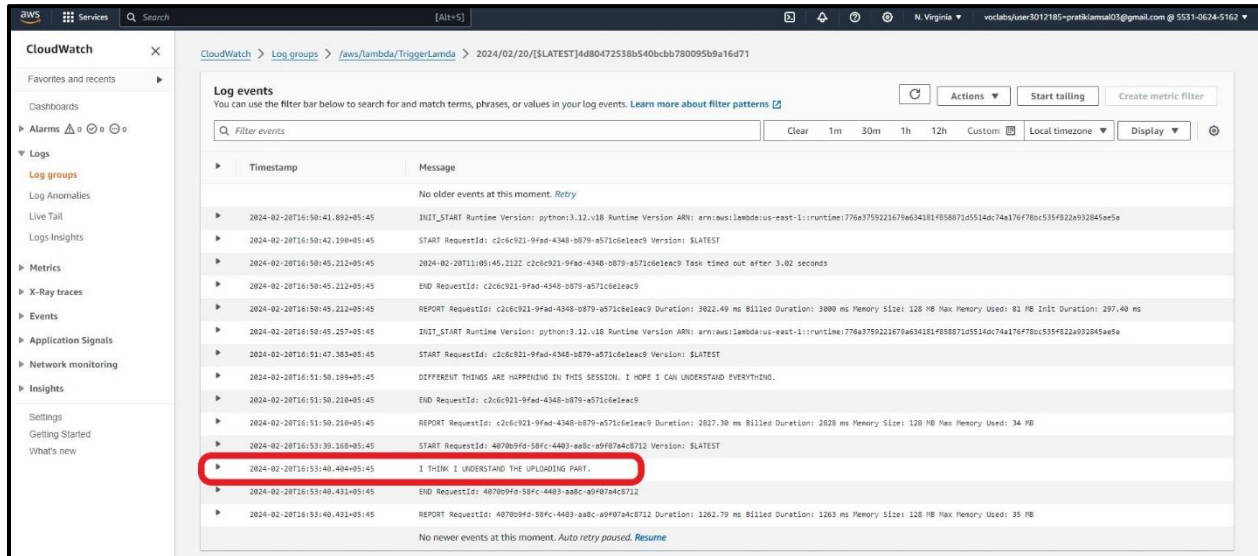 aws Services Search [Alt+S] N. Virginia voclabs/user3012185=pratiklamsal03@gmail.com @ 5531-0624-5162
CloudWatch
Favorites and recents
Dashboards
Alarms 0 0 0
Logs
Log groups
Log Anomalies
Live Tail
Logs Insights
Metrics
X-Ray traces
Events
Application Signals
Network monitoring
Insights
Settings
Getting Started
What's new
CloudWatch > Log groups > /aws/lambda/TriggerLamda > 2024/02/20/[$LATEST]4d80472538b540bcbb780095b9a16d71
Log events
You can use the filter bar below to search for and match terms, phrases, or values in your log events. Learn more about filter patterns
Actions Start tailing Create metric filter
Filter events Clear 1m 30m 1h 12h Custom Local timezone Display
Timestamp Message
No older events at this moment. Retry
2024-02-20T16:50:41.892+05:45 INIT_START Runtime Version: python:3.12.v18 Runtime Version ARN: arn:aws:lambda:us-east-1::runtime:776a3759221679a634181f858871d5514dc74a176f78bc535f822a932845ae5a
2024-02-20T16:50:42.190+05:45 START RequestId: c2c6c921-9fad-4348-b879-a571c6e1eac9 Version: $LATEST
2024-02-20T16:50:45.212+05:45 2024-02-20T11:05:45.212Z c2c6c921-9fad-4348-b879-a571c6e1eac9 Task timed out after 3.02 seconds
2024-02-20T16:50:45.212+05:45 END RequestId: c2c6c921-9fad-4348-b879-a571c6e1eac9
2024-02-20T16:50:45.212+05:45 REPORT RequestId: c2c6c921-9fad-4348-b879-a571c6e1eac9 Duration: 3022.49 ms Billed Duration: 3000 ms Memory Size: 128 MB Max Memory Used: 81 MB Init Duration: 297.40 ms
2024-02-20T16:50:45.257+05:45 INIT_START Runtime Version: python:3.12.v18 Runtime Version ARN: arn:aws:lambda:us-east-1::runtime:776a3759221679a634181f858871d5514dc74a176f78bc535f822a932845ae5a
2024-02-20T16:51:47.383+05:45 START RequestId: c2c6c921-9fad-4348-b879-a571c6e1eac9 Version: $LATEST
2024-02-20T16:51:50.199+05:45 DIFFERENT THINGS ARE HAPPENING IN THIS SESSION. I HOPE I CAN UNDERSTAND EVERYTHING.
2024-02-20T16:51:50.210+05:45 END RequestId: c2c6c921-9fad-4348-b879-a571c6e1eac9
2024-02-20T16:51:50.210+05:45 REPORT RequestId: c2c6c921-9fad-4348-b879-a571c6e1eac9 Duration: 2827.30 ms Billed Duration: 2828 ms Memory Size: 128 MB Max Memory Used: 34 MB
2024-02-20T16:53:39.168+05:45 START RequestId: 4070b9fd-58fc-4403-aa8c-a9f07a4c8712 Version: $LATEST
2024-02-20T16:53:40.404+05:45 I THINK I UNDERSTAND THE UPLOADING PART.
2024-02-20T16:53:40.431+05:45 END RequestId: 4070b9fd-58fc-4403-aa8c-a9f07a4c8712
2024-02-20T16:53:40.431+05:45 REPORT RequestId: 4070b9fd-58fc-4403-aa8c-a9f07a4c8712 Duration: 1262.79 ms Billed Duration: 1263 ms Memory Size: 128 MB Max Memory Used: 35 MB
No newer events at this moment. Auto retry paused. Resume